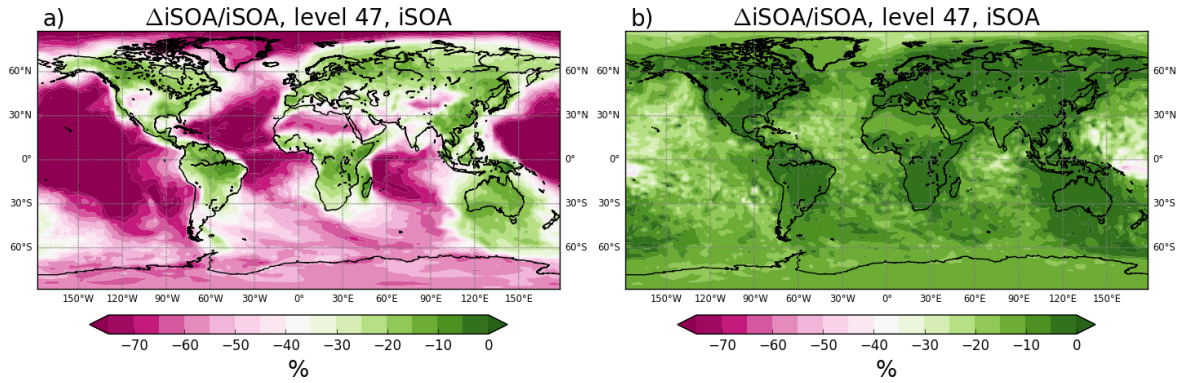 a) ΔiSOA/iSOA, level 47, iSOA
60°N 60°N
30°N 30°N
0° 0°
30°S 30°S
60°S 60°S
150°W 120°W 90°W 60°W 30°W 0° 30°E 60°E 90°E 120°E 150°E
−70 −60 −50 −40 −30 −20 −10 0
%
b) ΔiSOA/iSOA, level 47, iSOA
60°N 60°N
30°N 30°N
0° 0°
30°S 30°S
60°S 60°S
150°W 120°W 90°W 60°W 30°W 0° 30°E 60°E 90°E 120°E 150°E
−70 −60 −50 −40 −30 −20 −10 0
%